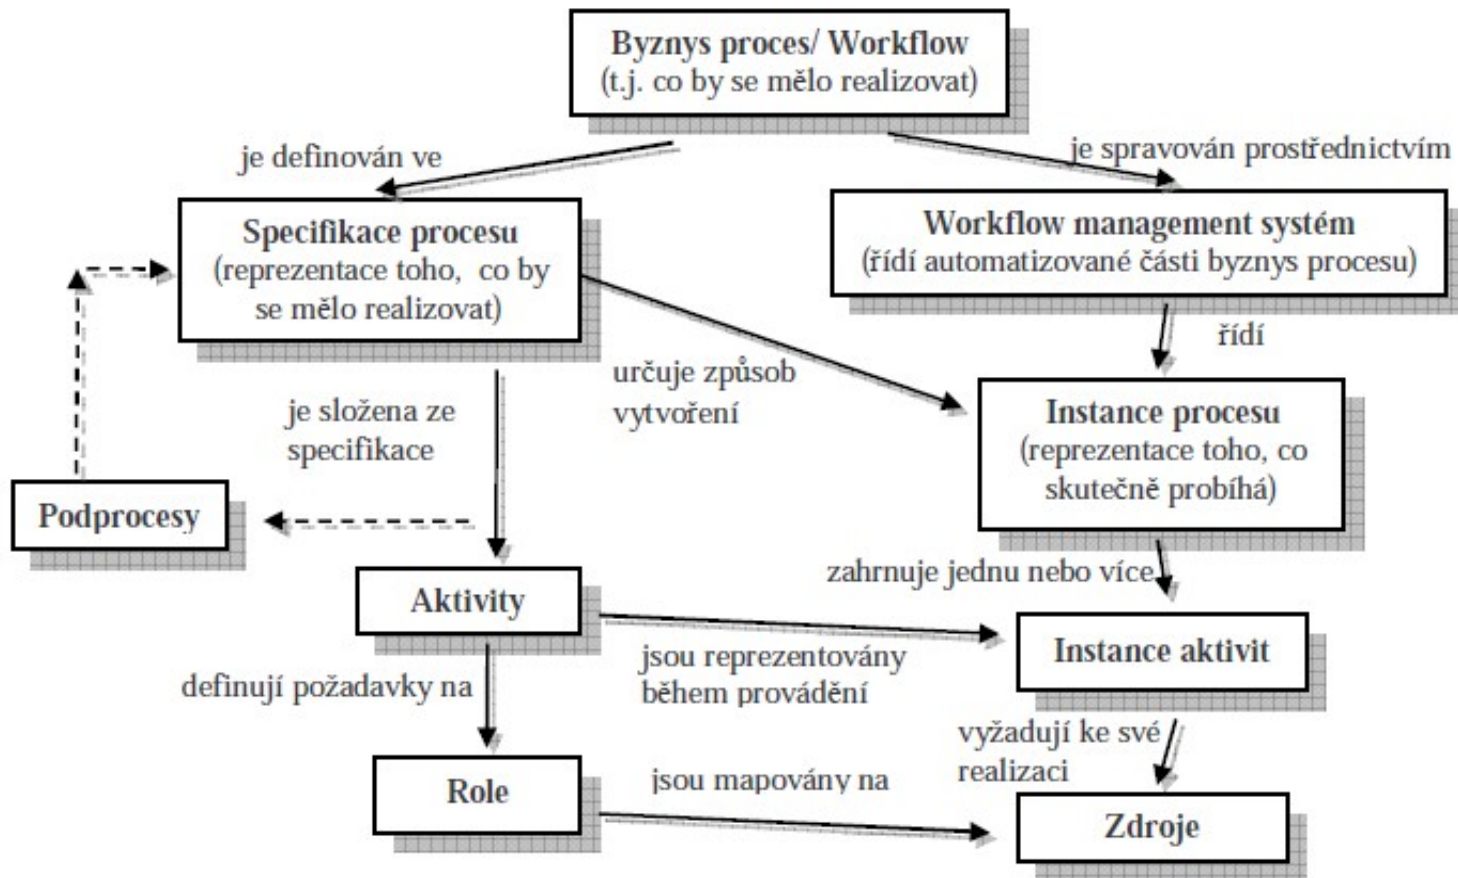 Byznys proces/ Workflow
(t.j. co by se mělo realizovat)
je definován ve
je spravován prostřednictvím
Specifikace procesu
(reprezentace toho, co by
se mělo realizovat)
Workflow management systém
(řídí automatizované části byznys procesu)
řídí
určuje způsob
vytvoření
je složena ze
specifikace
Instance procesu
(reprezentace toho, co
skutečně probíhá)
Podprocesy
zahrnuje jednu nebo více
Aktivity
jsou reprezentovány
během provádění
Instance aktivit
definují požadavky na
vyžadují ke své
realizaci
Role
jsou mapovány na
Zdroje